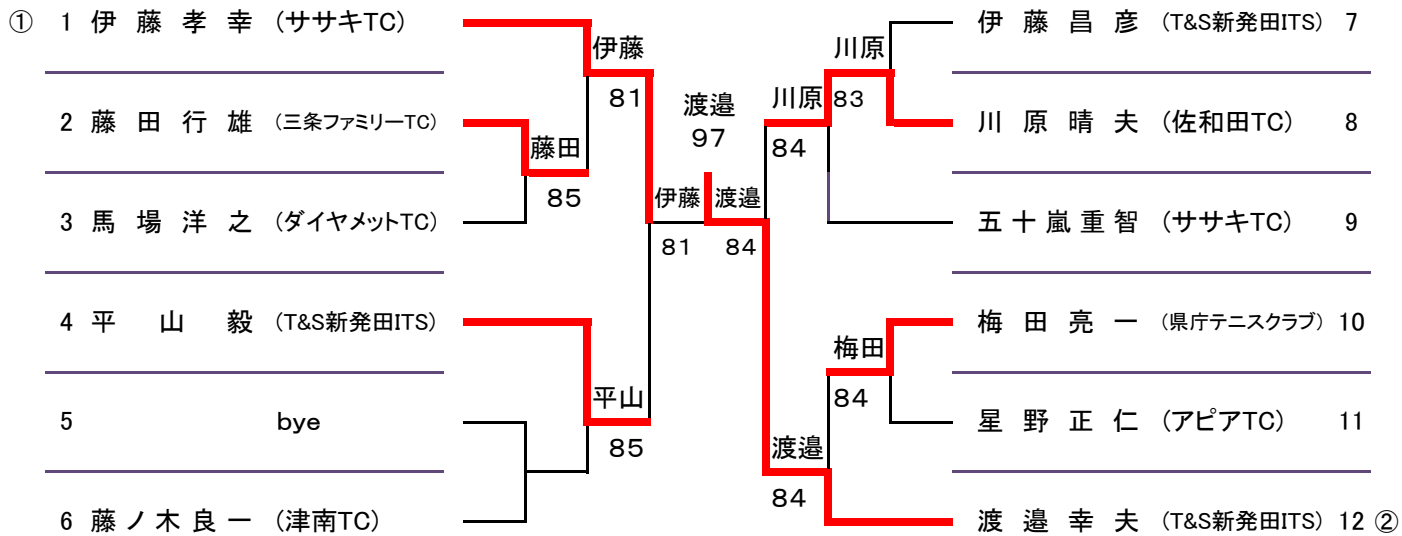 ① 1 伊藤孝幸 (ササキTC)
2 藤田行雄 (三条ファミリーTC)
3 馬場洋之 (ダイヤメットTC)
4 平山毅 (T&S新発田ITS)
5 bye
6 藤ノ木良一 (津南TC)
伊藤
81
藤田
85
平山
85
伊藤
81
渡邉
97
渡邉
84
川原
83
川原
84
梅田
84
渡邉
84
伊藤昌彦 (T&S新発田ITS) 7
川原晴夫 (佐和田TC) 8
五十嵐重智 (ササキTC) 9
梅田亮一 (県庁テニスクラブ) 10
星野正仁 (アピアTC) 11
渡邉幸夫 (T&S新発田ITS) 12 ②